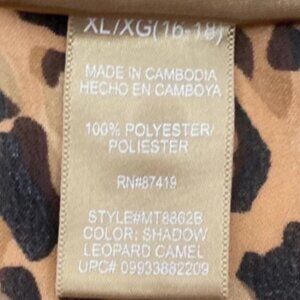 XL/XG(16-18)
MADE IN CAMBODIA
HECHO EN CAMBOYA
100% POLYESTER/
POLIESTER
RN#87419
STYLE#MT8862B
COLOR: SHADOW
LEOPARD CAMEL
UPC# 09933882209